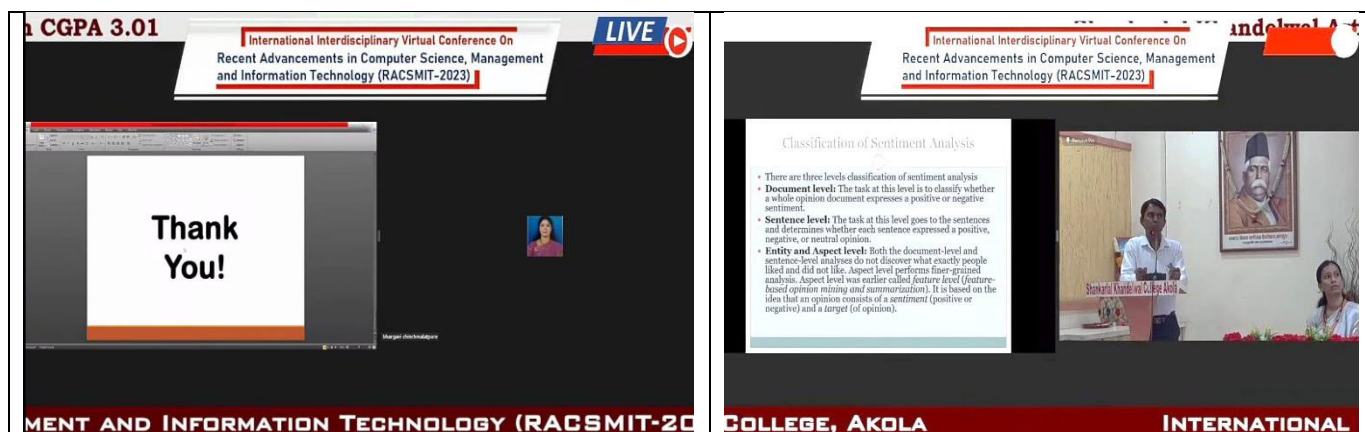 n CGPA 3.01
LIVE
International Interdisciplinary Virtual Conference On
Recent Advancements in Computer Science, Management
and Information Technology (RACSMIT-2023)
Thank
You!
bhargavi chinchmalatpure
MENT AND INFORMATION TECHNOLOGY (RACSMIT-20
International Interdisciplinary Virtual Conference On
Recent Advancements in Computer Science, Management
and Information Technology (RACSMIT-2023)
Classification of Sentiment Analysis
• There are three levels classification of sentiment analysis
• Document level: The task at this level is to classify whether
a whole opinion document expresses a positive or negative
sentiment.
• Sentence level: The task at this level goes to the sentences
and determines whether each sentence expressed a positive,
negative, or neutral opinion.
• Entity and Aspect level: Both the document-level and
sentence-level analyses do not discover what exactly people
liked and did not like. Aspect level performs finer-grained
analysis. Aspect level was earlier called feature level (feature-
based opinion mining and summarization). It is based on the
idea that an opinion consists of a sentiment (positive or
negative) and a target (of opinion).
Shankarlal Khandelwal College Akola
COLLEGE, AKOLA
INTERNATIONAL